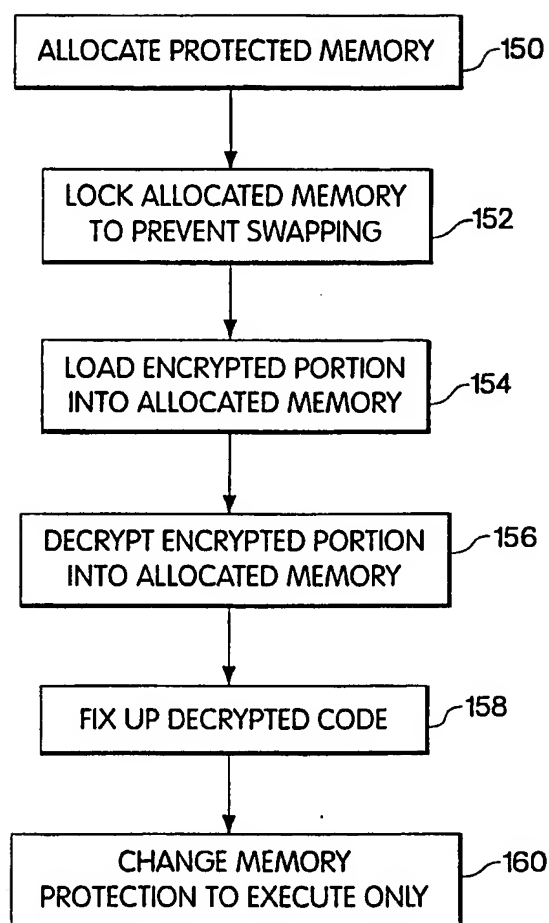 ALLOCATE PROTECTED MEMORY
150
LOCK ALLOCATED MEMORY
TO PREVENT SWAPPING
152
LOAD ENCRYPTED PORTION
INTO ALLOCATED MEMORY
154
DECRYPT ENCRYPTED PORTION
INTO ALLOCATED MEMORY
156
FIX UP DECRYPTED CODE
158
CHANGE MEMORY
PROTECTION TO EXECUTE ONLY
160